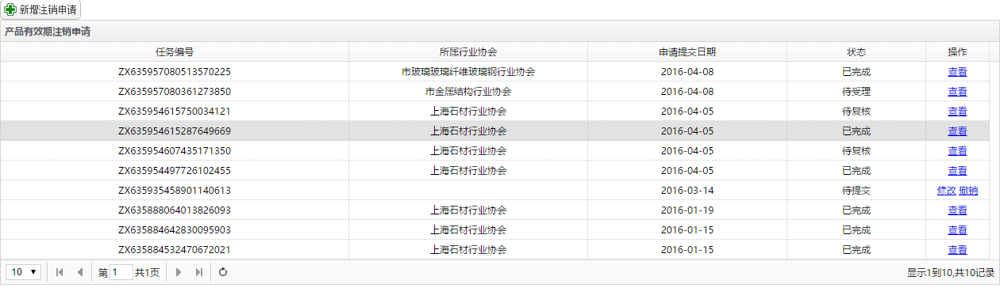 新增注销申请
产品有效期注销申请
任务编号 所属行业协会 申请提交日期 状态 操作
ZX635957080513570225 市玻璃玻璃纤维玻璃钢行业协会 2016-04-08 已完成 查看
ZX635957080361273850 市金属结构行业协会 2016-04-08 待受理 查看
ZX635954615750034121 上海石材行业协会 2016-04-05 待复核 查看
ZX635954615287649669 上海石材行业协会 2016-04-05 已完成 查看
ZX635954607435171350 上海石材行业协会 2016-04-05 待复核 查看
ZX635954497726102455 上海石材行业协会 2016-04-05 已完成 查看
ZX635935458901140613 2016-03-14 待提交 修改 撤销
ZX635888064013826093 上海石材行业协会 2016-01-19 已完成 查看
ZX635884642830095903 上海石材行业协会 2016-01-15 已完成 查看
ZX635884532470672021 上海石材行业协会 2016-01-15 已完成 查看
10 第 1 共1页 显示1到10,共10记录